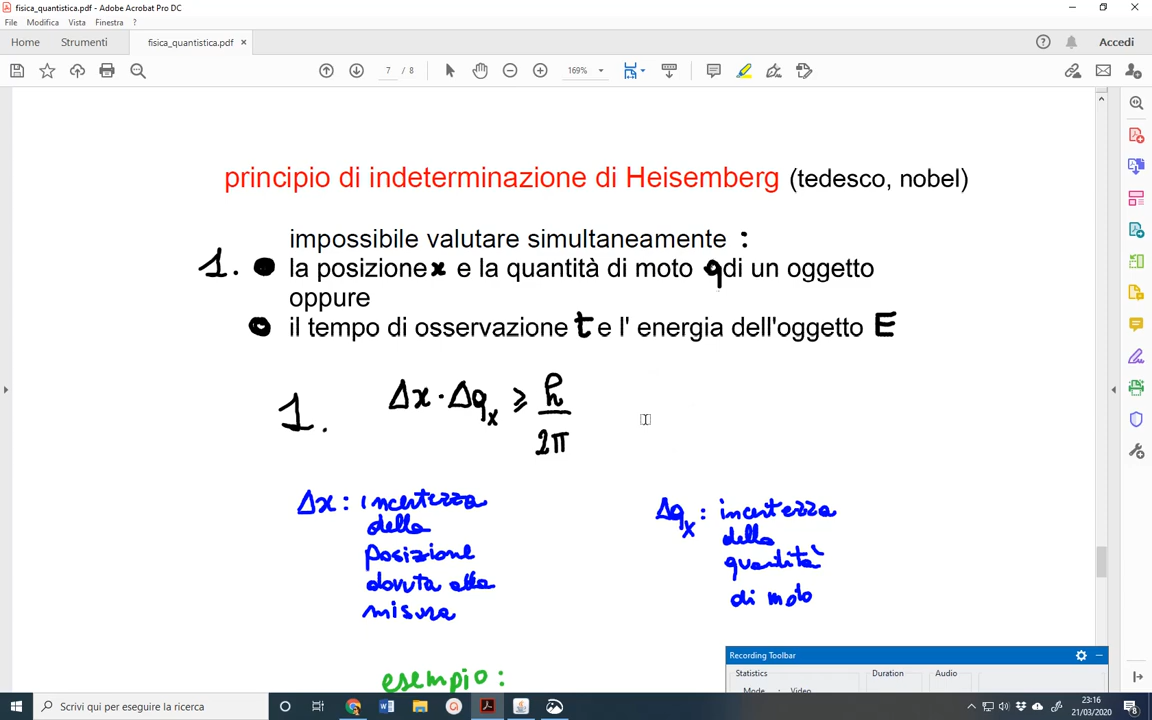 fisica_quantistica.pdf - Adobe Acrobat Pro DC
File Modifica Vista Finestra ?
Home Strumenti fisica_quantistica.pdf × Accedi
7 / 8 169%
principio di indeterminazione di Heisemberg (tedesco, nobel)
impossibile valutare simultaneamente :
1. ● la posizione x e la quantità di moto q di un oggetto
oppure
● il tempo di osservazione t e l' energia dell'oggetto E
1. Δx · Δqx ≥ h
2π
Δx : incertezza
della
posizione
dovuta alla
misura
Δqx : incertezza
della
quantità
di moto
esempio :
Recording Toolbar
Statistics Duration Audio
Mode Video
Scrivi qui per eseguire la ricerca
23:16
21/03/2020
8